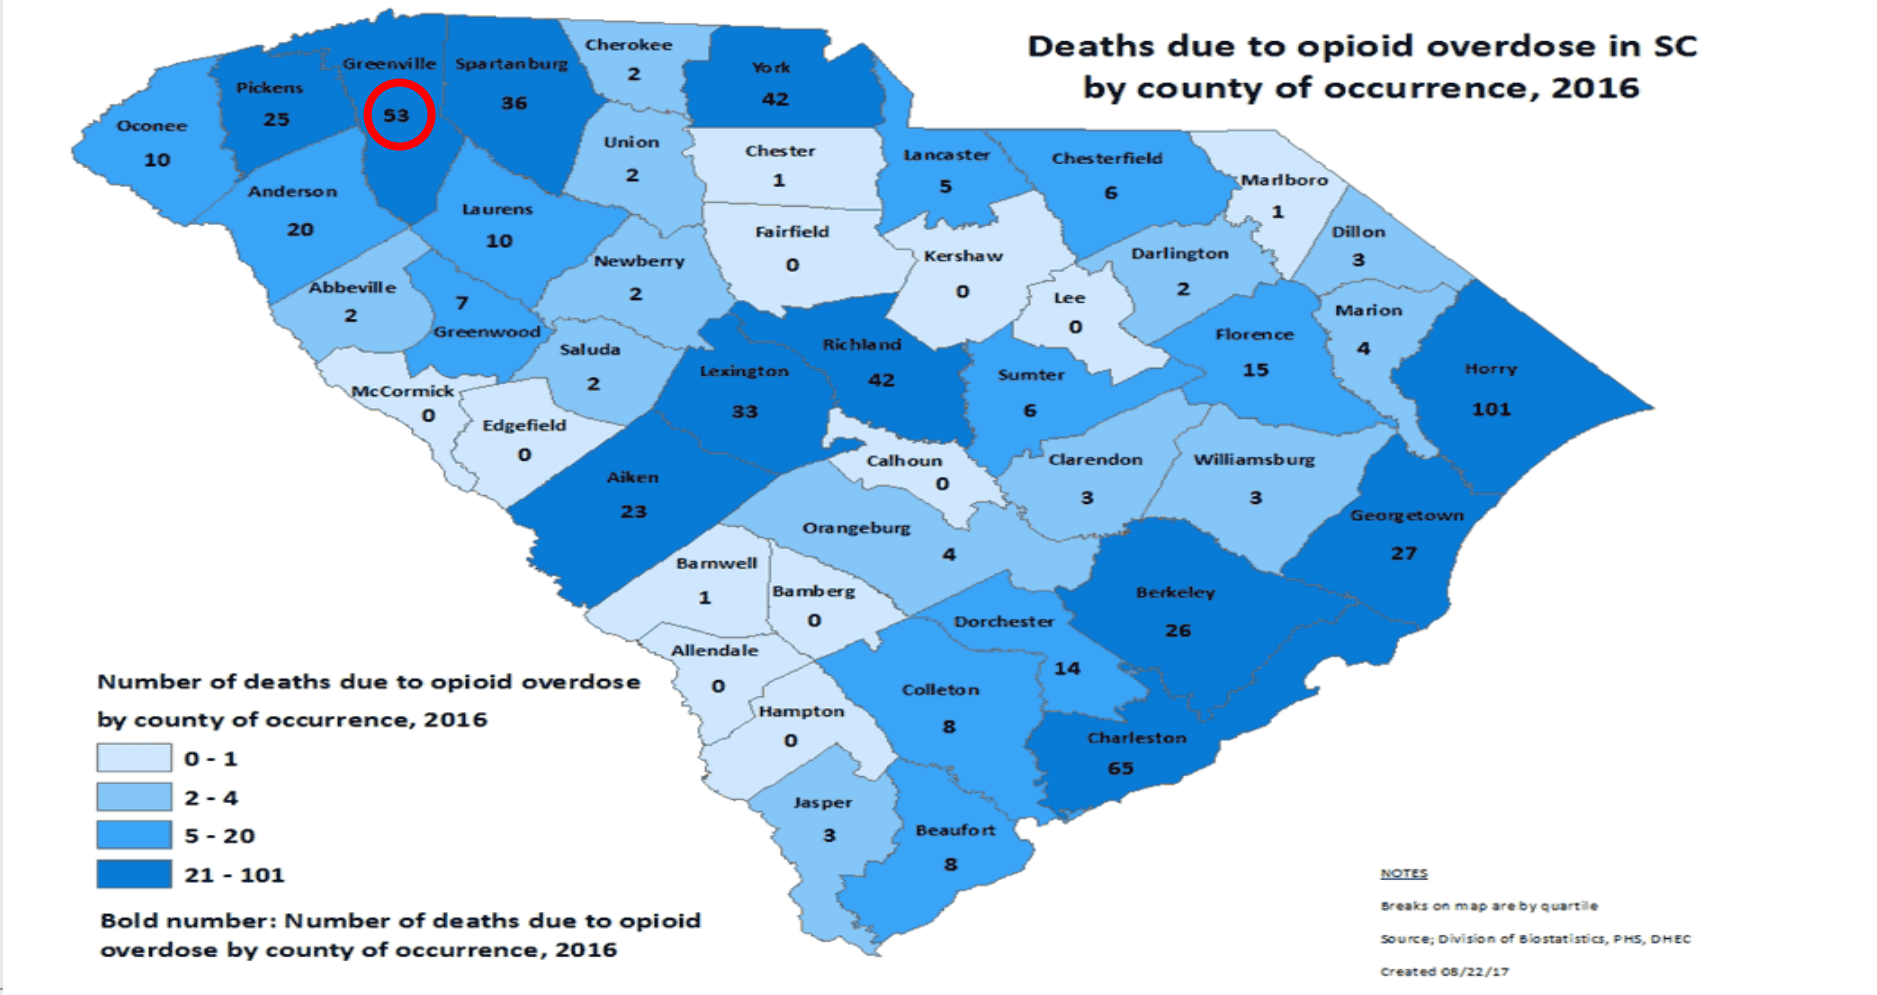 Deaths due to opioid overdose in SC
by county of occurrence, 2016
Cherokee
2
Greenville
53
Spartanburg
36
York
42
Pickens
25
Oconee
10
Union
2
Chester
1
Lancaster
5
Chesterfield
6
Marlboro
1
Anderson
20
Laurens
10
Fairfield
0
Kershaw
0
Darlington
2
Dillon
3
Abbeville
2
7
Greenwood
Newberry
2
Lee
0
Marion
4
Florence
15
Saluda
2
Lexington
33
Richland
42
Sumter
6
Horry
101
McCormick
0
Edgefield
0
Calhoun
0
Clarendon
3
Williamsburg
3
Aiken
23
Orangeburg
4
Georgetown
27
Barnwell
1
Bamberg
0
Berkeley
26
Dorchester
14
Allendale
0
Colleton
8
Hampton
0
Charleston
65
Jasper
3
Beaufort
8
Number of deaths due to opioid overdose
by county of occurrence, 2016
0 - 1
2 - 4
5 - 20
21 - 101
Bold number: Number of deaths due to opioid
overdose by county of occurrence, 2016
NOTES
Breaks on map are by quartile
Source; Division of Biostatistics, PHS, DHEC
Created 08/22/17